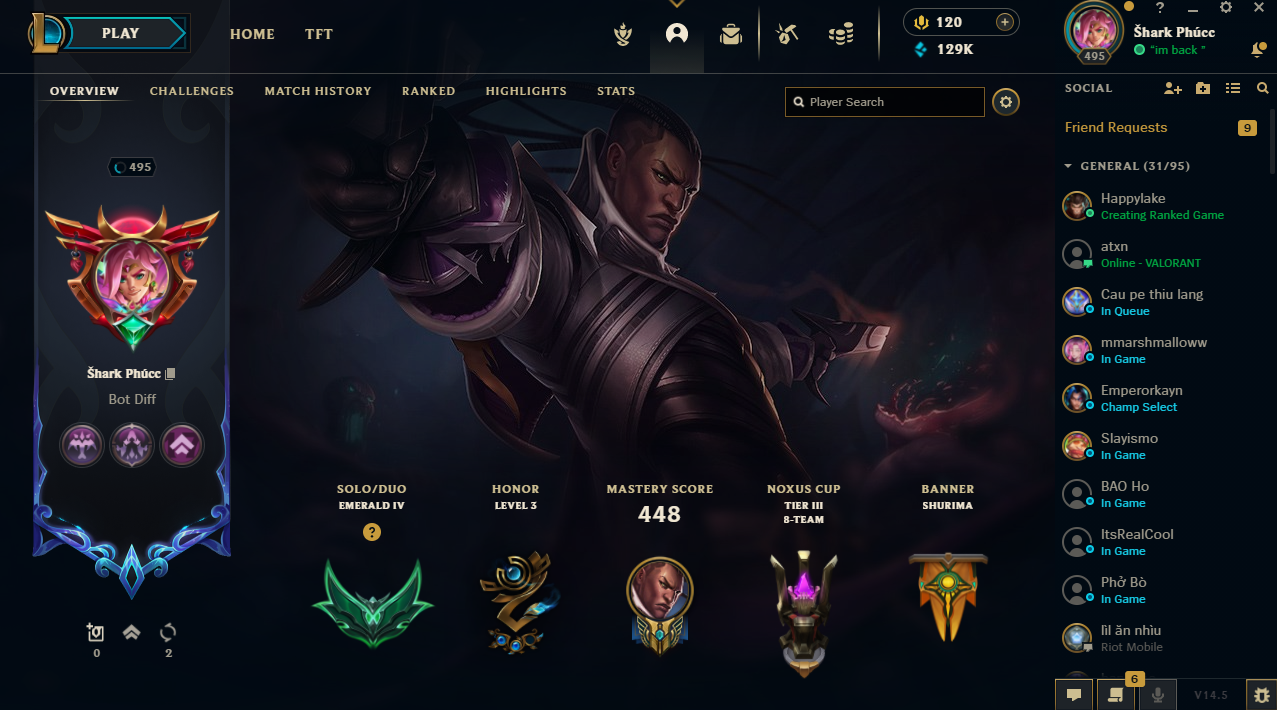 PLAY
HOME
TFT
120
129K
Šhark Phúcc
495
"im back "
OVERVIEW
CHALLENGES
MATCH HISTORY
RANKED
HIGHLIGHTS
STATS
Player Search
495
Šhark Phúcc
Bot Diff
0
2
SOLO/DUO
EMERALD IV
?
HONOR
LEVEL 3
MASTERY SCORE
448
NOXUS CUP
TIER III
8-TEAM
BANNER
SHURIMA
SOCIAL
Friend Requests
9
GENERAL (31/95)
Happylake
Creating Ranked Game
atxn
Online - VALORANT
Cau pe thiu lang
In Queue
mmarshmalloww
In Game
Emperorkayn
Champ Select
Slayismo
In Game
BAO Ho
In Game
ItsRealCool
In Game
Phở Bò
In Game
lil ăn nhìu
Riot Mobile
6
V14.5